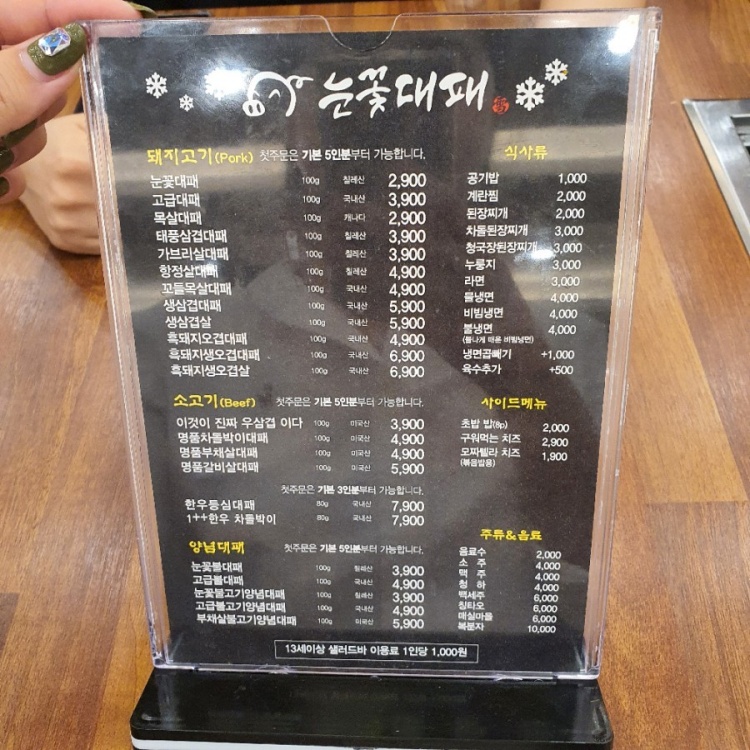 눈꽃대패
돼지고기(Pork) 첫주문은 기본 5인분부터 가능합니다.
눈꽃대패 100g 칠레산 2,900
고급대패 100g 국내산 3,900
목살대패 100g 캐나다 2,900
태풍삼겹대패 100g 칠레산 3,900
가브리살대패 100g 칠레산 3,900
항정살대패 100g 칠레산 4,900
꼬들목살대패 100g 국내산 4,900
생삼겹대패 100g 국내산 5,900
생삼겹살 100g 국내산 5,900
흑돼지오겹대패 100g 국내산 4,900
흑돼지생오겹대패 100g 국내산 6,900
흑돼지생오겹살 100g 국내산 6,900
소고기(Beef) 첫주문은 기본 5인분부터 가능합니다.
이것이 진짜 우삼겹 이다 100g 미국산 3,900
명품차돌박이대패 100g 미국산 4,900
명품부채살대패 100g 미국산 4,900
명품갈비살대패 100g 미국산 5,900
첫주문은 기본 3인분부터 가능합니다.
한우등심대패 80g 국내산 7,900
1++한우 차돌박이 80g 국내산 7,900
양념대패 첫주문은 기본 5인분부터 가능합니다.
눈꽃불대패 100g 칠레산 3,900
고급불대패 100g 국내산 4,900
눈꽃불고기양념대패 100g 칠레산 3,900
고급불고기양념대패 100g 국내산 4,900
부채살불고기양념대패 100g 미국산 5,900
식사류
공기밥 1,000
계란찜 2,000
된장찌개 2,000
차돌된장찌개 3,000
청국장된장찌개 3,000
누룽지 3,000
라면 3,000
물냉면 4,000
비빔냉면 4,000
불냉면 4,000
(눈나게 매운 비빔냉면)
냉면곱빼기 +1,000
육수추가 +500
사이드메뉴
초밥 밥(8p) 2,000
구워먹는 치즈 2,900
모짜렐라 치즈 1,900
(볶음밥용)
주류&음료
음료수 2,000
소 주 4,000
맥 주 4,000
청 하 4,000
백세주 6,000
칭타오 6,000
매실마을 6,000
복분자 10,000
13세이상 샐러드바 이용료 1인당 1,000원